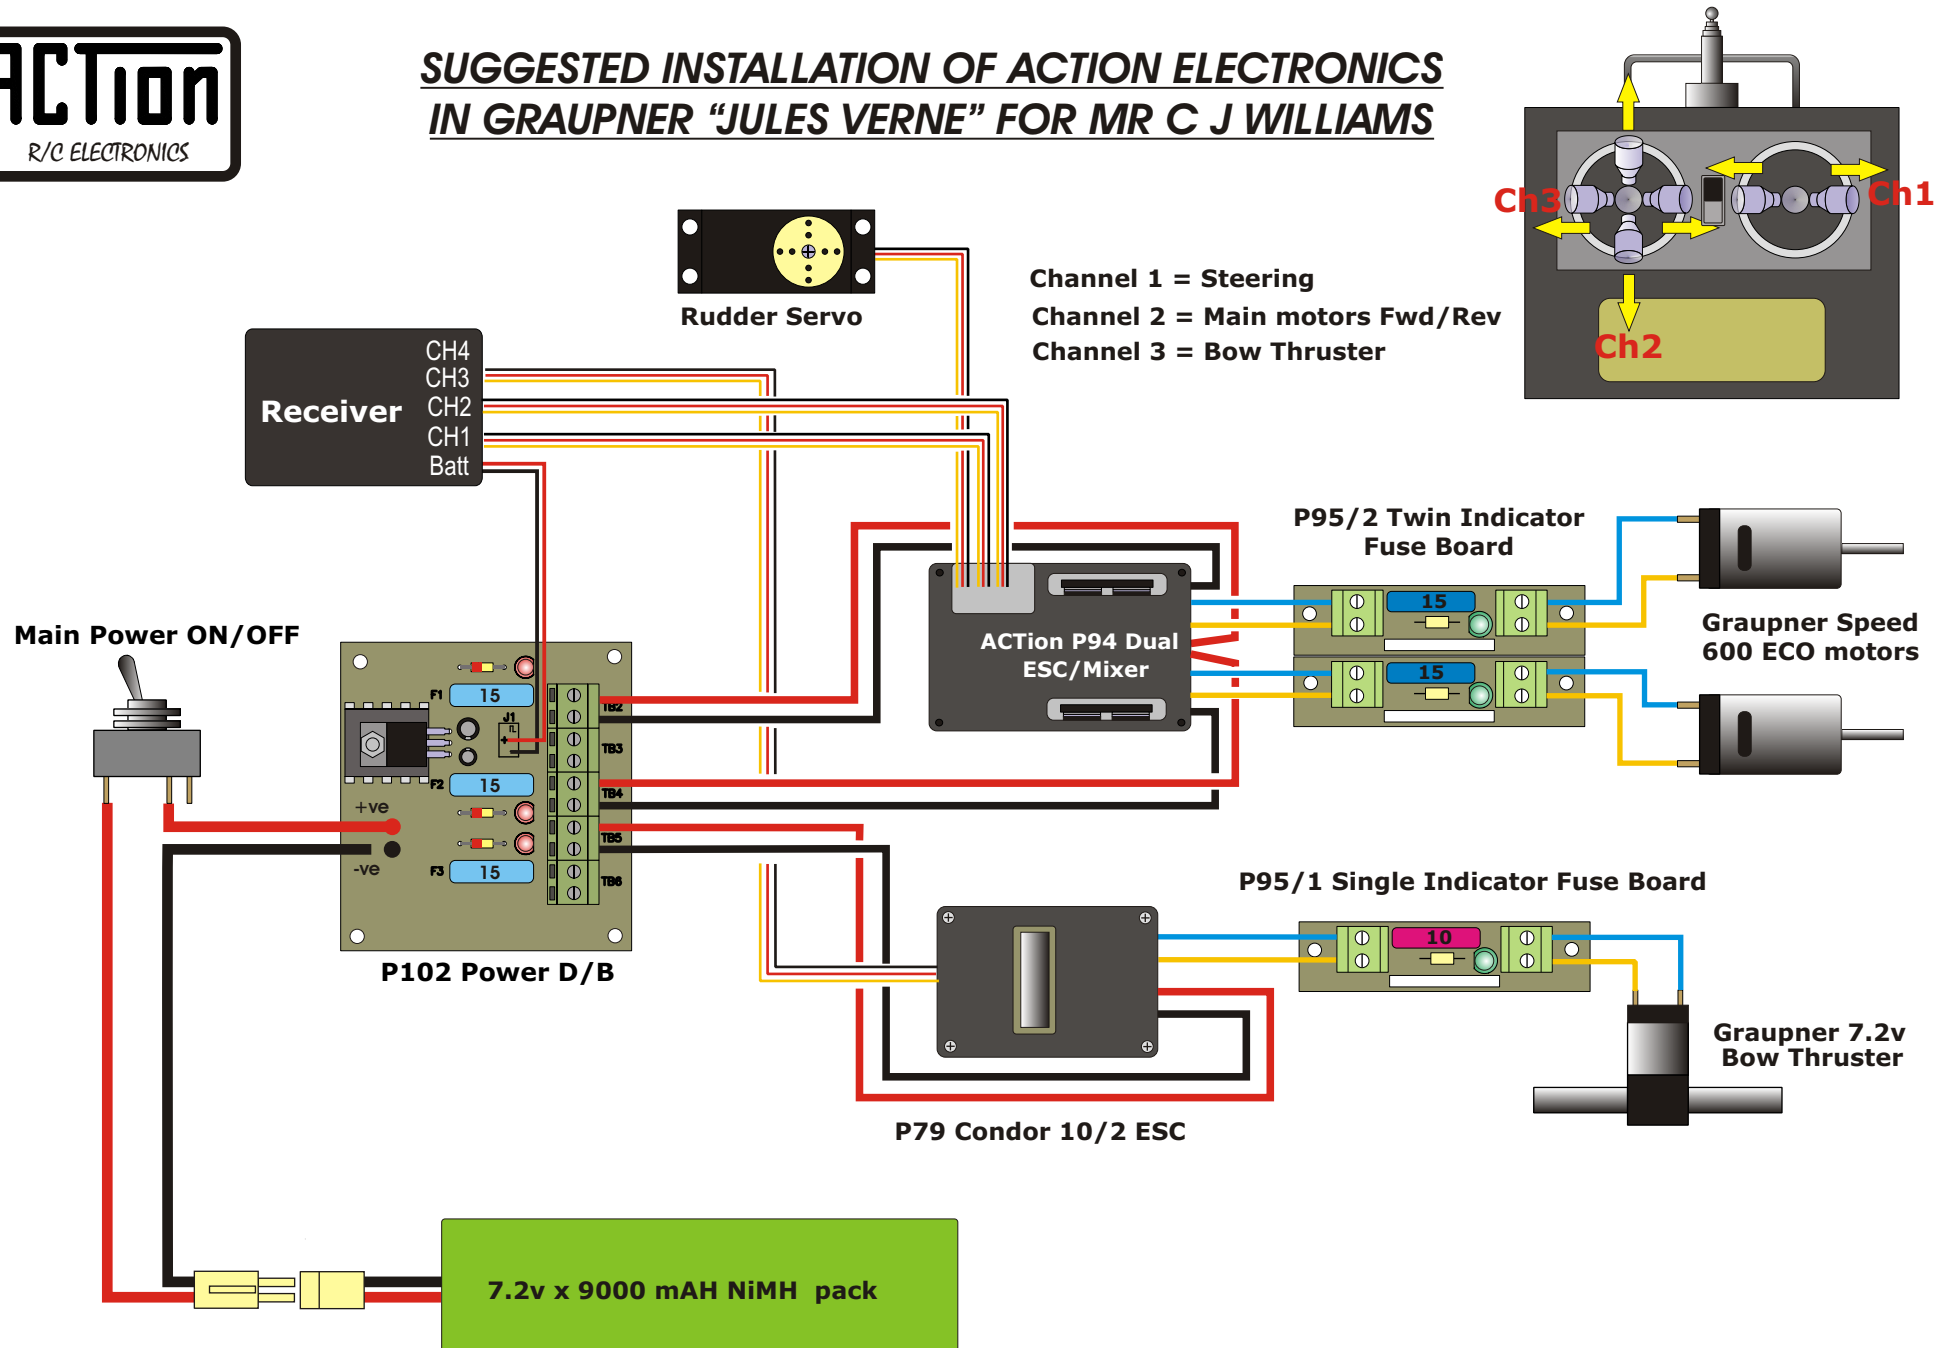 ACTion
R/C ELECTRONICS
SUGGESTED INSTALLATION OF ACTION ELECTRONICS
IN GRAUPNER “JULES VERNE” FOR MR C J WILLIAMS
Ch3
Ch1
Ch2
Channel 1 = Steering
Channel 2 = Main motors Fwd/Rev
Channel 3 = Bow Thruster
Rudder Servo
Receiver
CH4
CH3
CH2
CH1
Batt
P95/2 Twin Indicator
Fuse Board
15
15
Graupner Speed
600 ECO motors
ACTion P94 Dual
ESC/Mixer
Main Power ON/OFF
F1
15
J1
+
TB2
TB3
F2
15
TB4
+ve
TB5
-ve
F3
15
TB6
P102 Power D/B
P95/1 Single Indicator Fuse Board
10
Graupner 7.2v
Bow Thruster
P79 Condor 10/2 ESC
7.2v x 9000 mAH NiMH pack